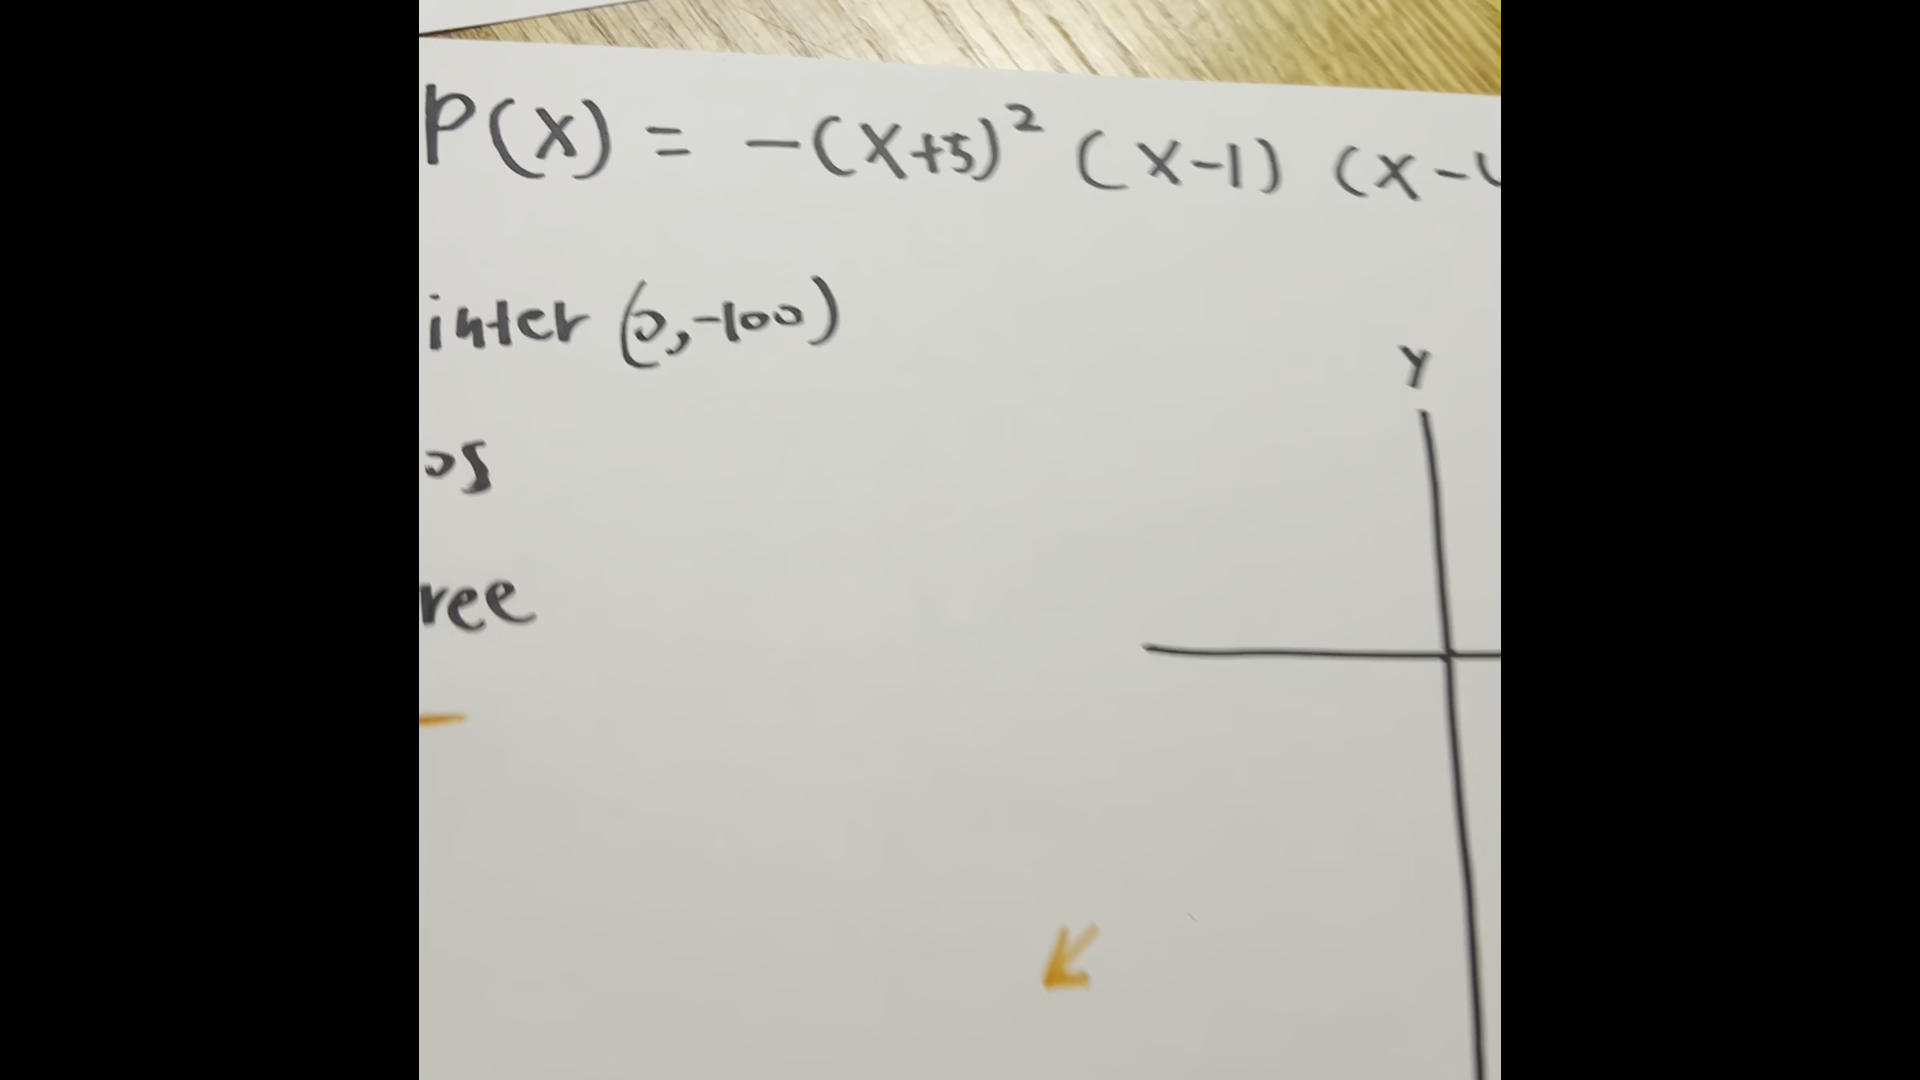 P(x) = -(x+5)² (x-1) (x-
inter (0,-100)
os
ree
Y